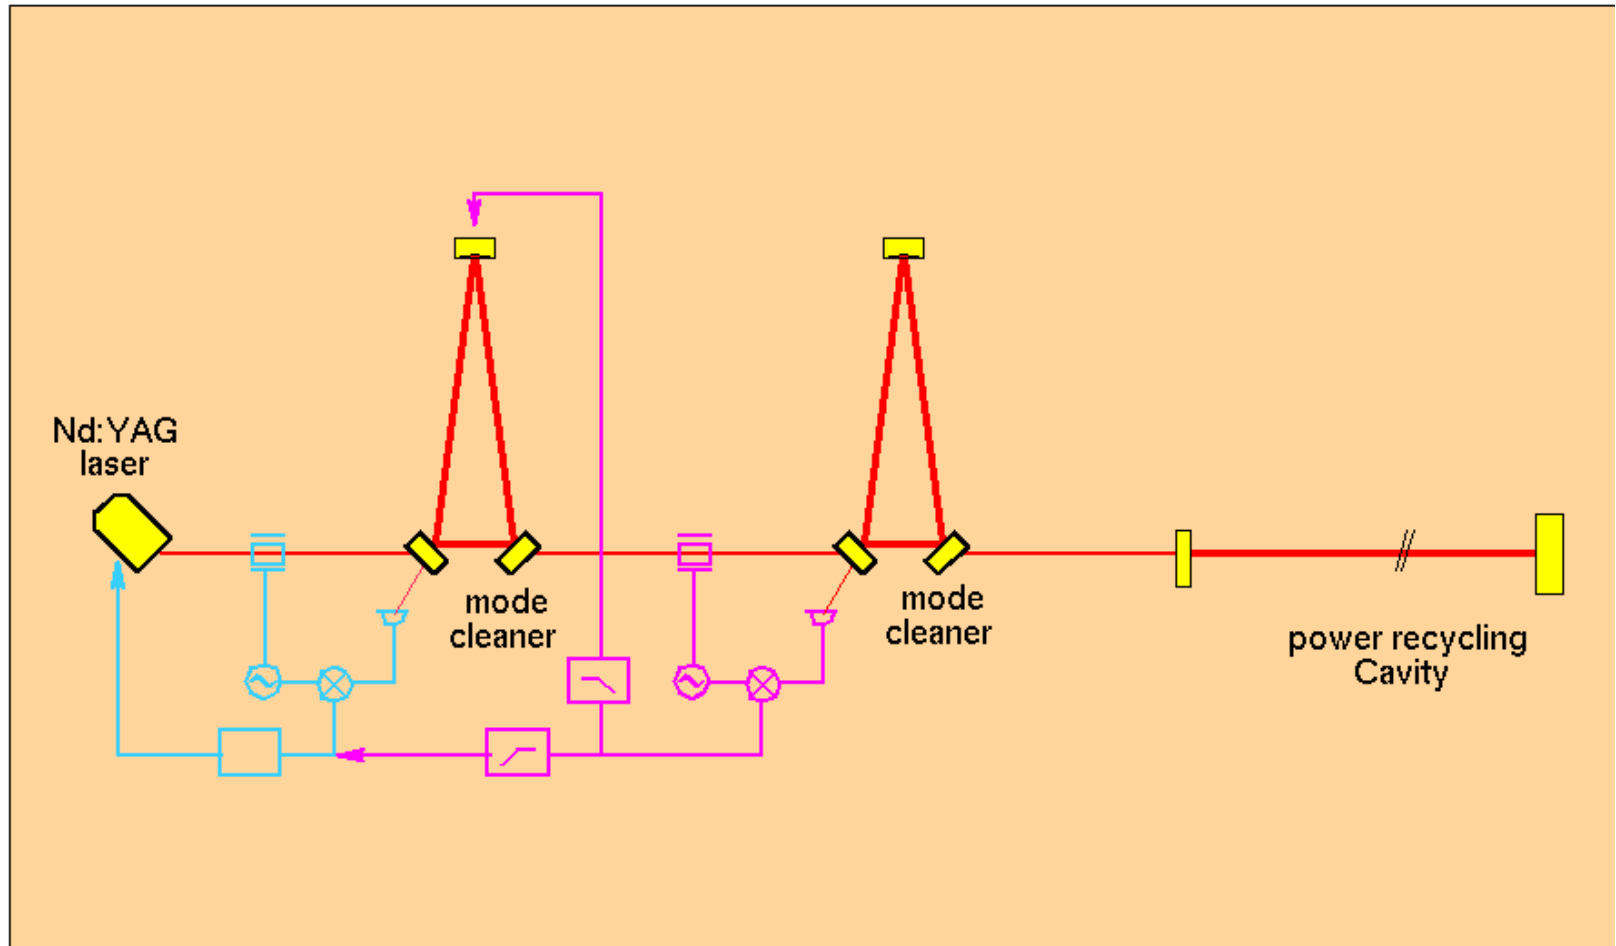 Nd:YAG
laser
mode
cleaner
mode
cleaner
power recycling
Cavity